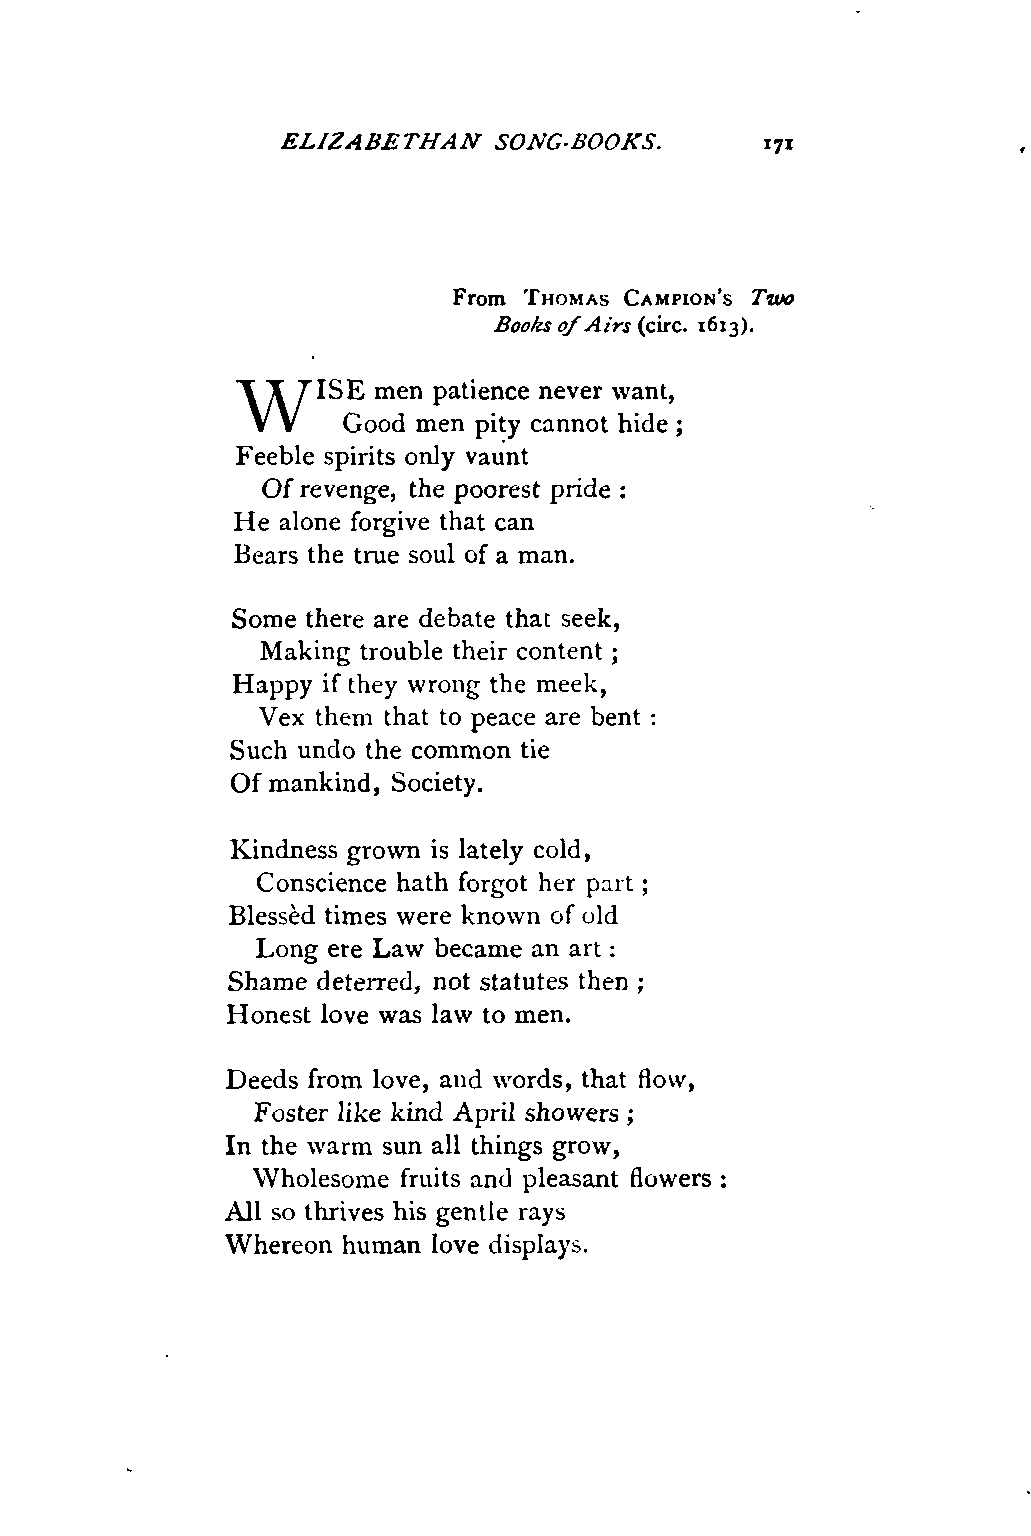 ELIZABETHAN SONG-BOOKS. 171
From THOMAS CAMPION'S Two
Books of Airs (circ. 1613).
WISE men patience never want,
Good men pity cannot hide ;
Feeble spirits only vaunt
Of revenge, the poorest pride :
He alone forgive that can
Bears the true soul of a man.
Some there are debate that seek,
Making trouble their content ;
Happy if they wrong the meek,
Vex them that to peace are bent :
Such undo the common tie
Of mankind, Society.
Kindness grown is lately cold,
Conscience hath forgot her part ;
Blessèd times were known of old
Long ere Law became an art :
Shame deterred, not statutes then ;
Honest love was law to men.
Deeds from love, and words, that flow,
Foster like kind April showers ;
In the warm sun all things grow,
Wholesome fruits and pleasant flowers :
All so thrives his gentle rays
Whereon human love displays.